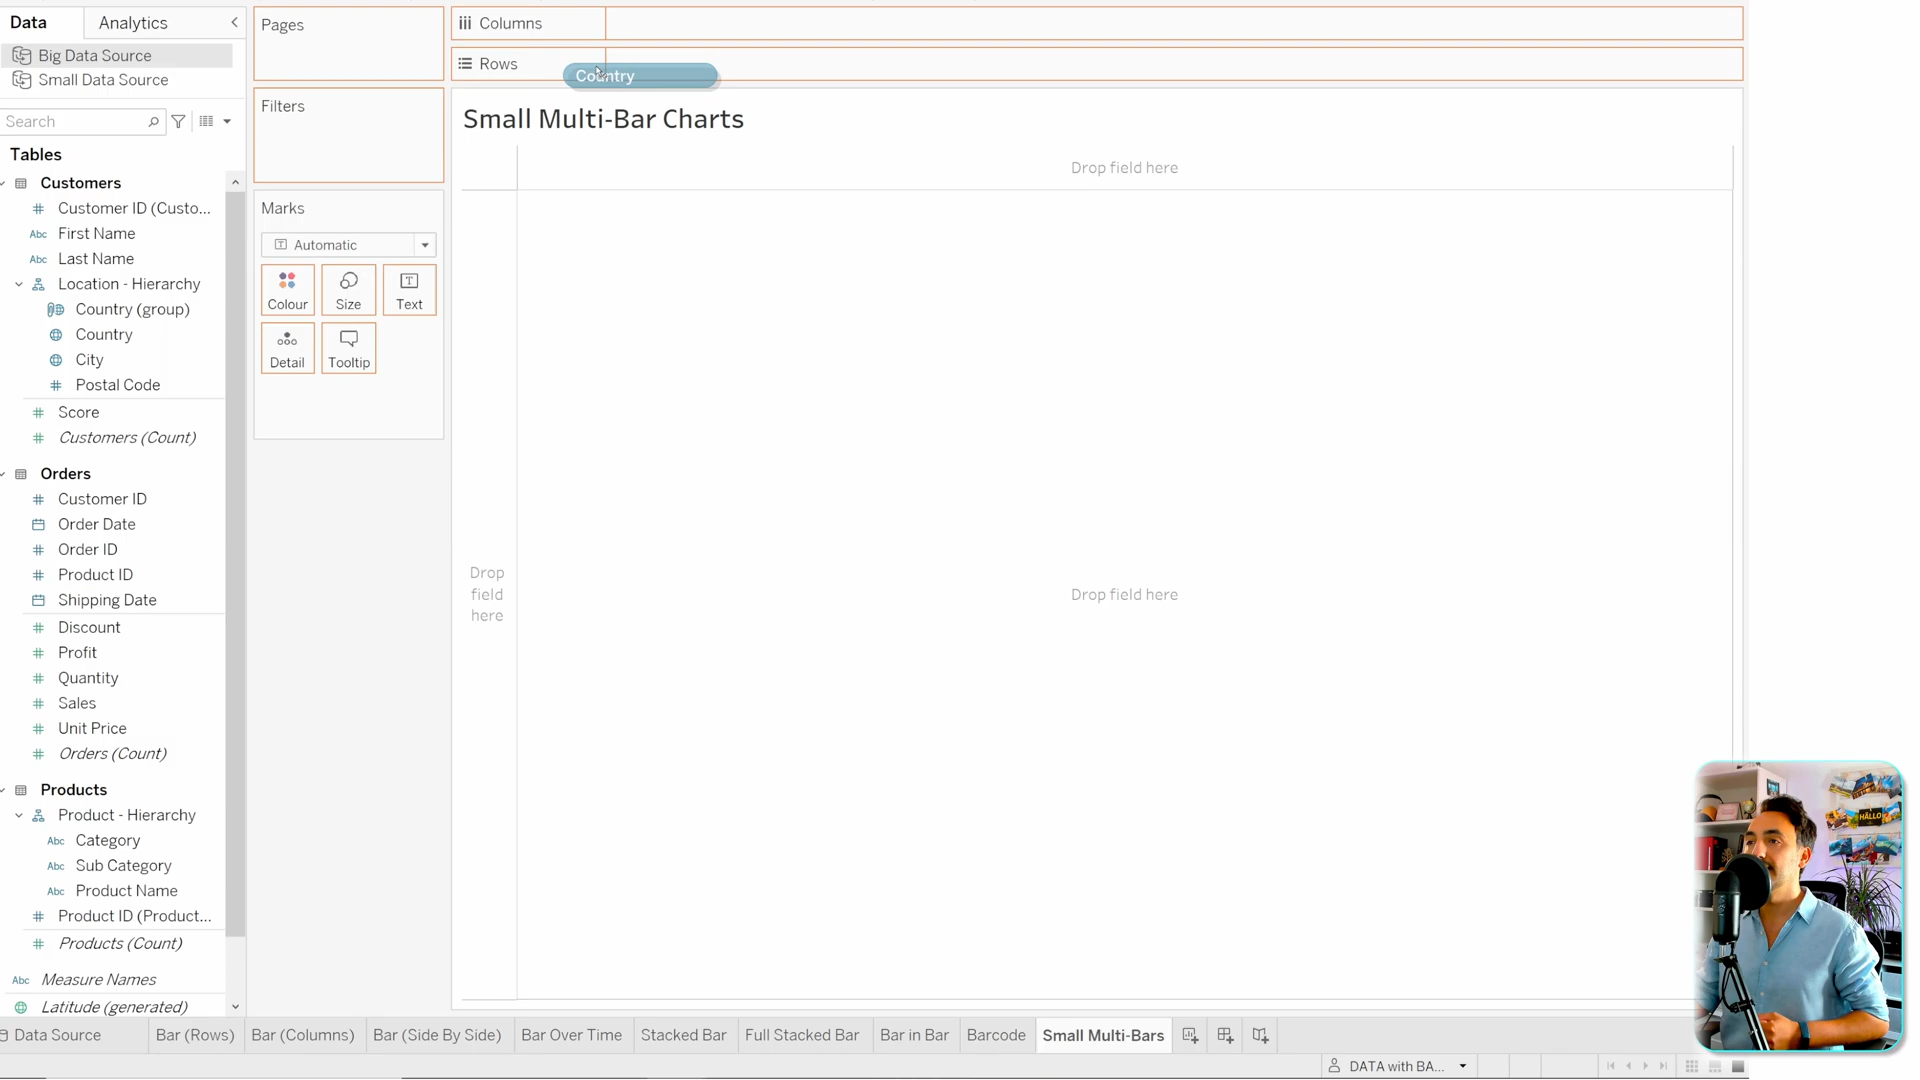 Data
Analytics
Big Data Source
Small Data Source
Search
Tables
Customers
# Customer ID (Custo...
Abc First Name
Abc Last Name
Location - Hierarchy
Country (group)
Country
City
# Postal Code
# Score
# Customers (Count)
Orders
# Customer ID
Order Date
# Order ID
# Product ID
Shipping Date
# Discount
# Profit
# Quantity
# Sales
# Unit Price
# Orders (Count)
Products
Product - Hierarchy
Abc Category
Abc Sub Category
Abc Product Name
# Product ID (Product...
# Products (Count)
Abc Measure Names
Latitude (generated)
Pages
Filters
Marks
Automatic
Colour
Size
Text
Detail
Tooltip
Columns
Rows
Country
Small Multi-Bar Charts
Drop field here
Drop
field
here
Drop field here
HALLO
Data Source
Bar (Rows)
Bar (Columns)
Bar (Side By Side)
Bar Over Time
Stacked Bar
Full Stacked Bar
Bar in Bar
Barcode
Small Multi-Bars
DATA with BA...